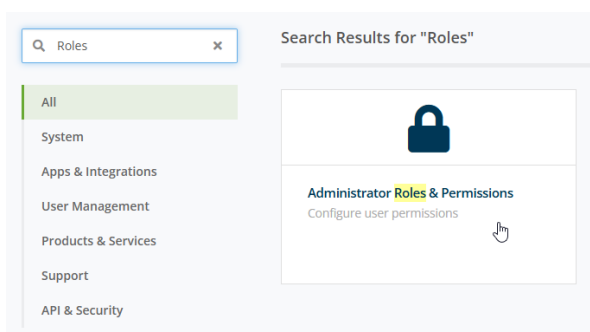 Roles
Search Results for "Roles"
All
System
Apps & Integrations
User Management
Products & Services
Support
API & Security
Administrator Roles & Permissions
Configure user permissions